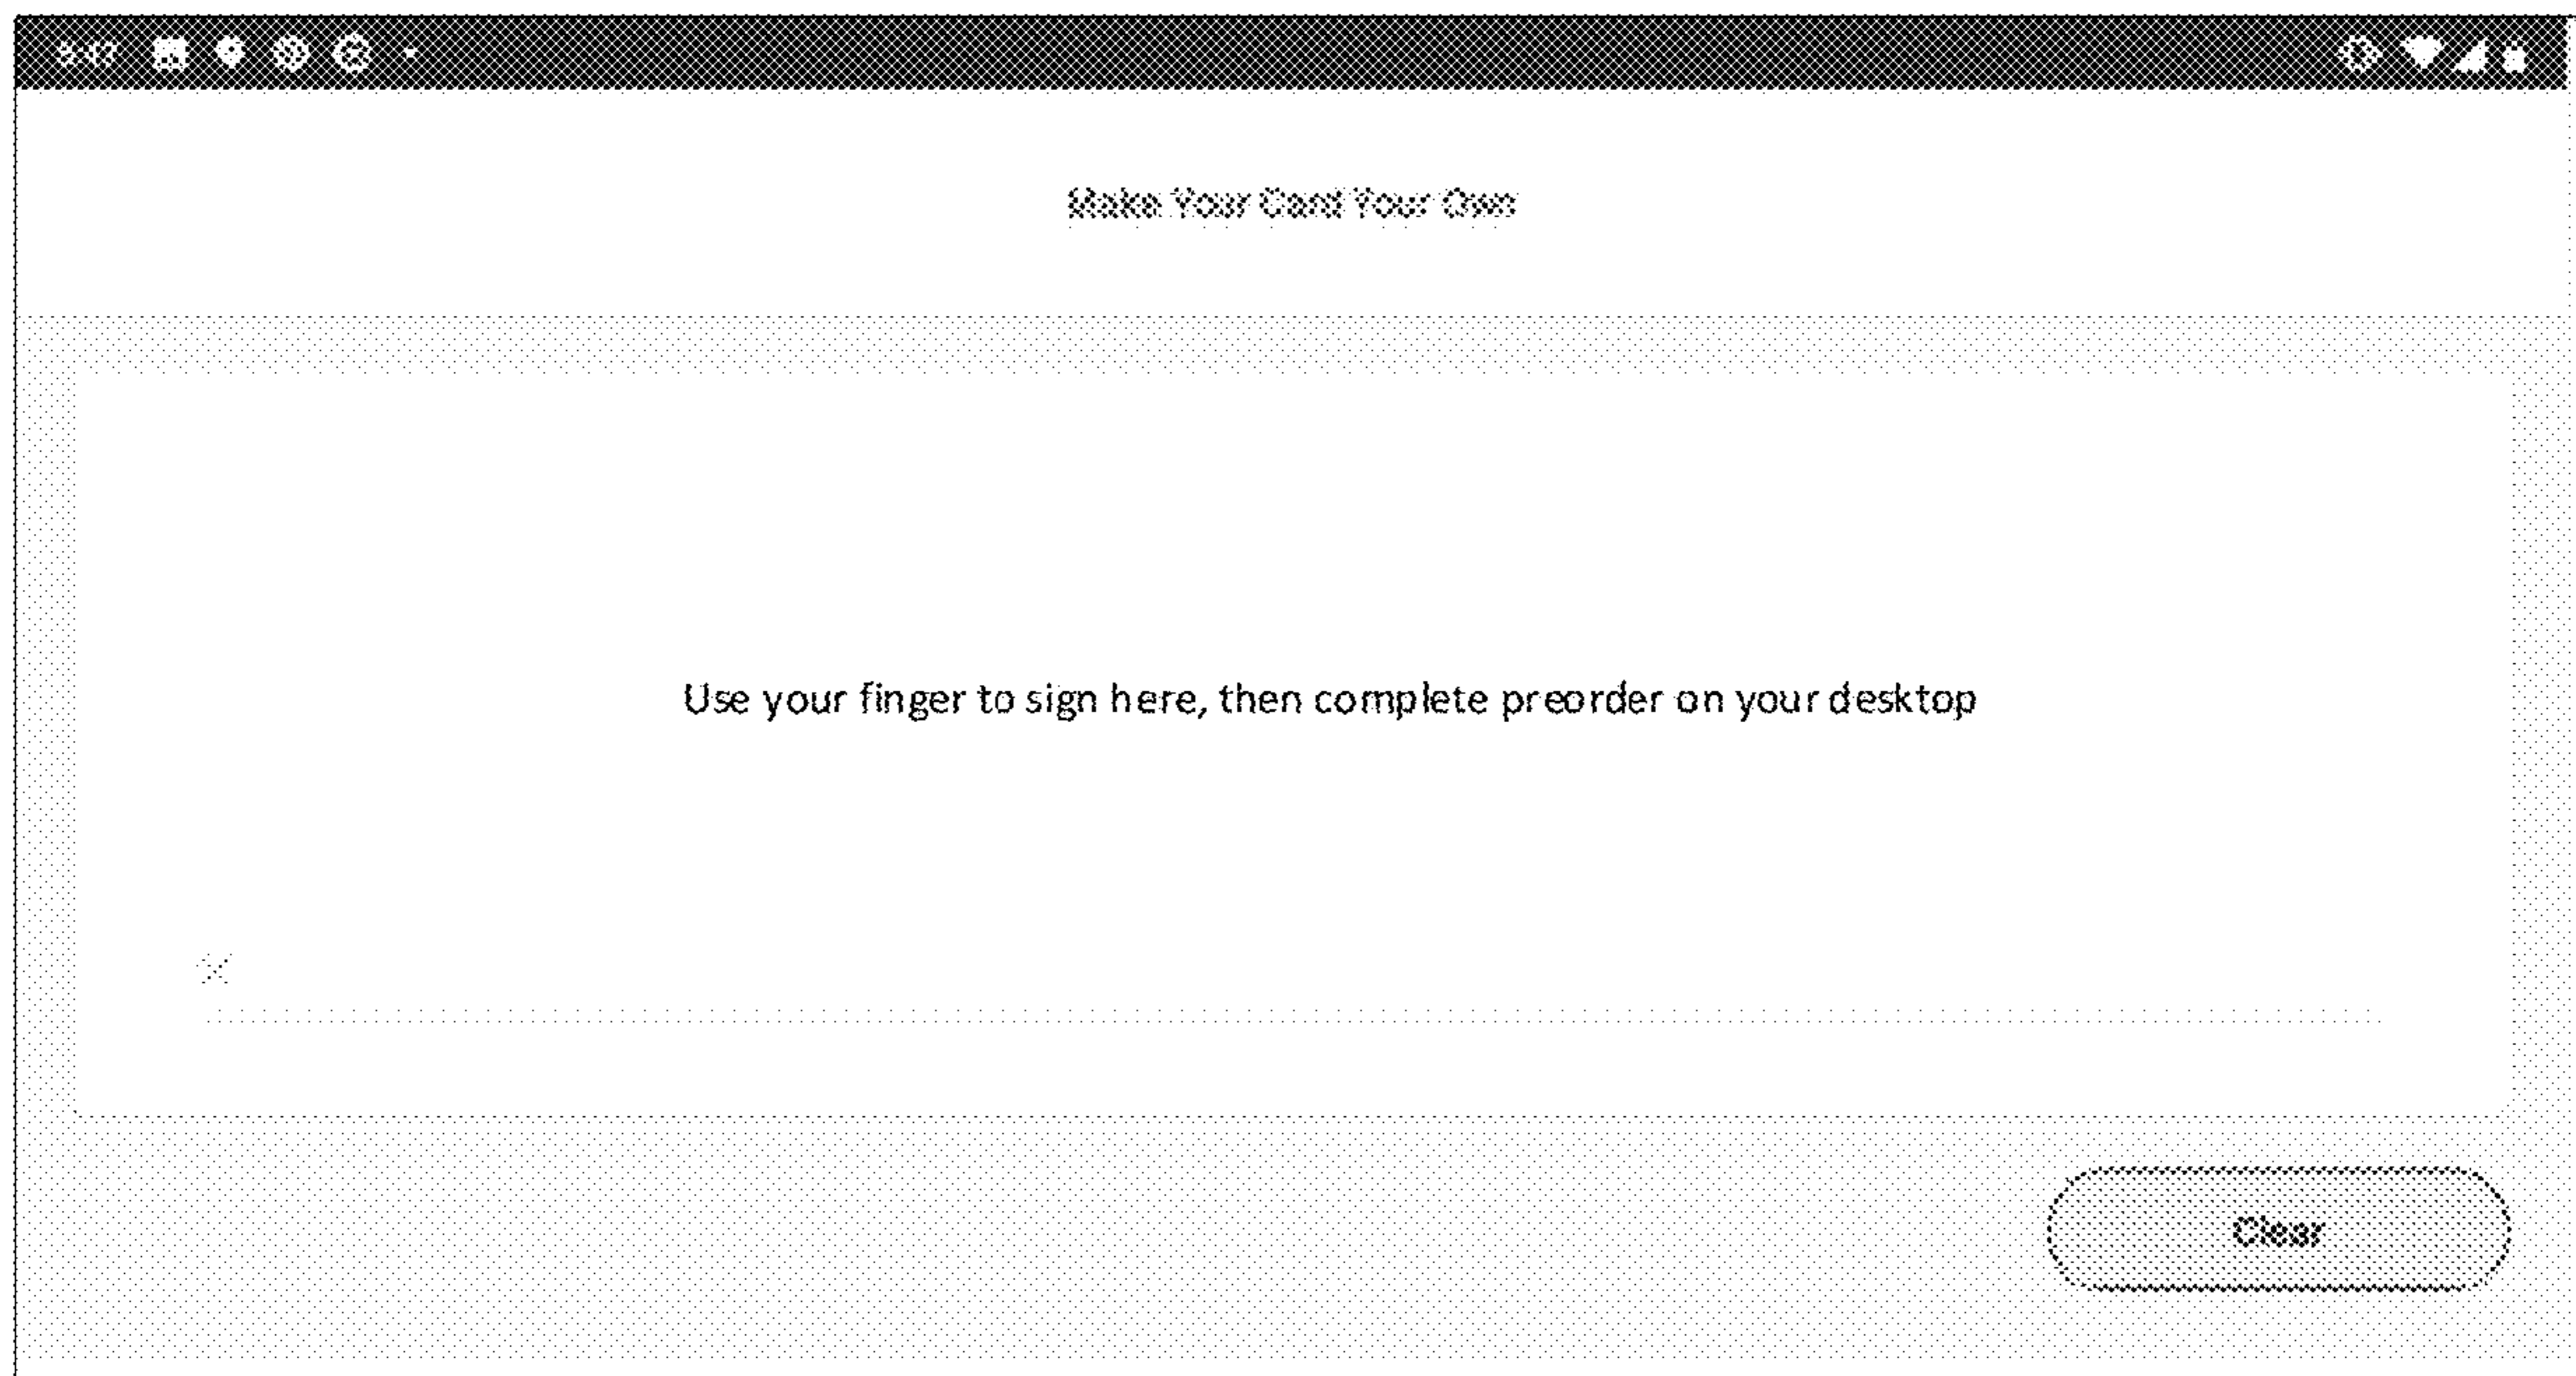 Make Your Card Your Own
Use your finger to sign here, then complete preorder on your desktop
X
Clear